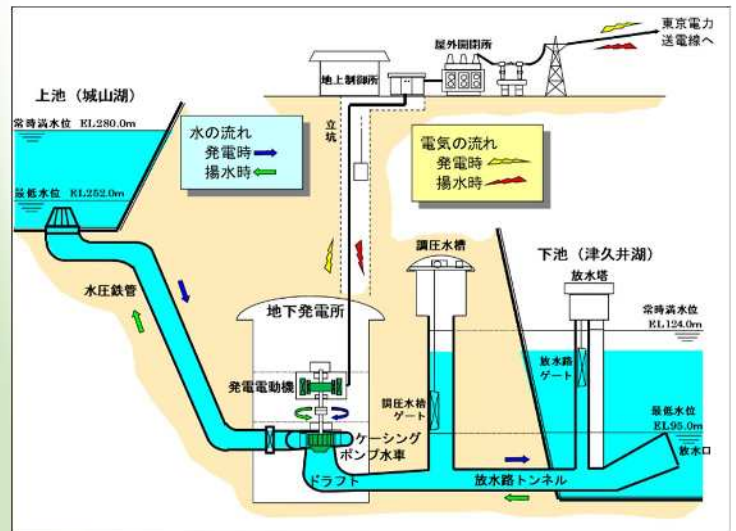 東京電力
送電線へ
屋外開閉所
地上制御所
上池（城山湖）
常時満水位 EL280.0m
水の流れ
発電時
揚水時
立坑
電気の流れ
発電時
揚水時
最低水位 EL252.0m
調圧水槽
下池（津久井湖）
放水塔
水圧鉄管
地下発電所
常時満水位
EL124.0m
放水路
ゲート
発電電動機
調圧水槽
ゲート
最低水位
EL95.0m
ケーシング
ポンプ水車
放水口
ドラフト
放水路トンネル